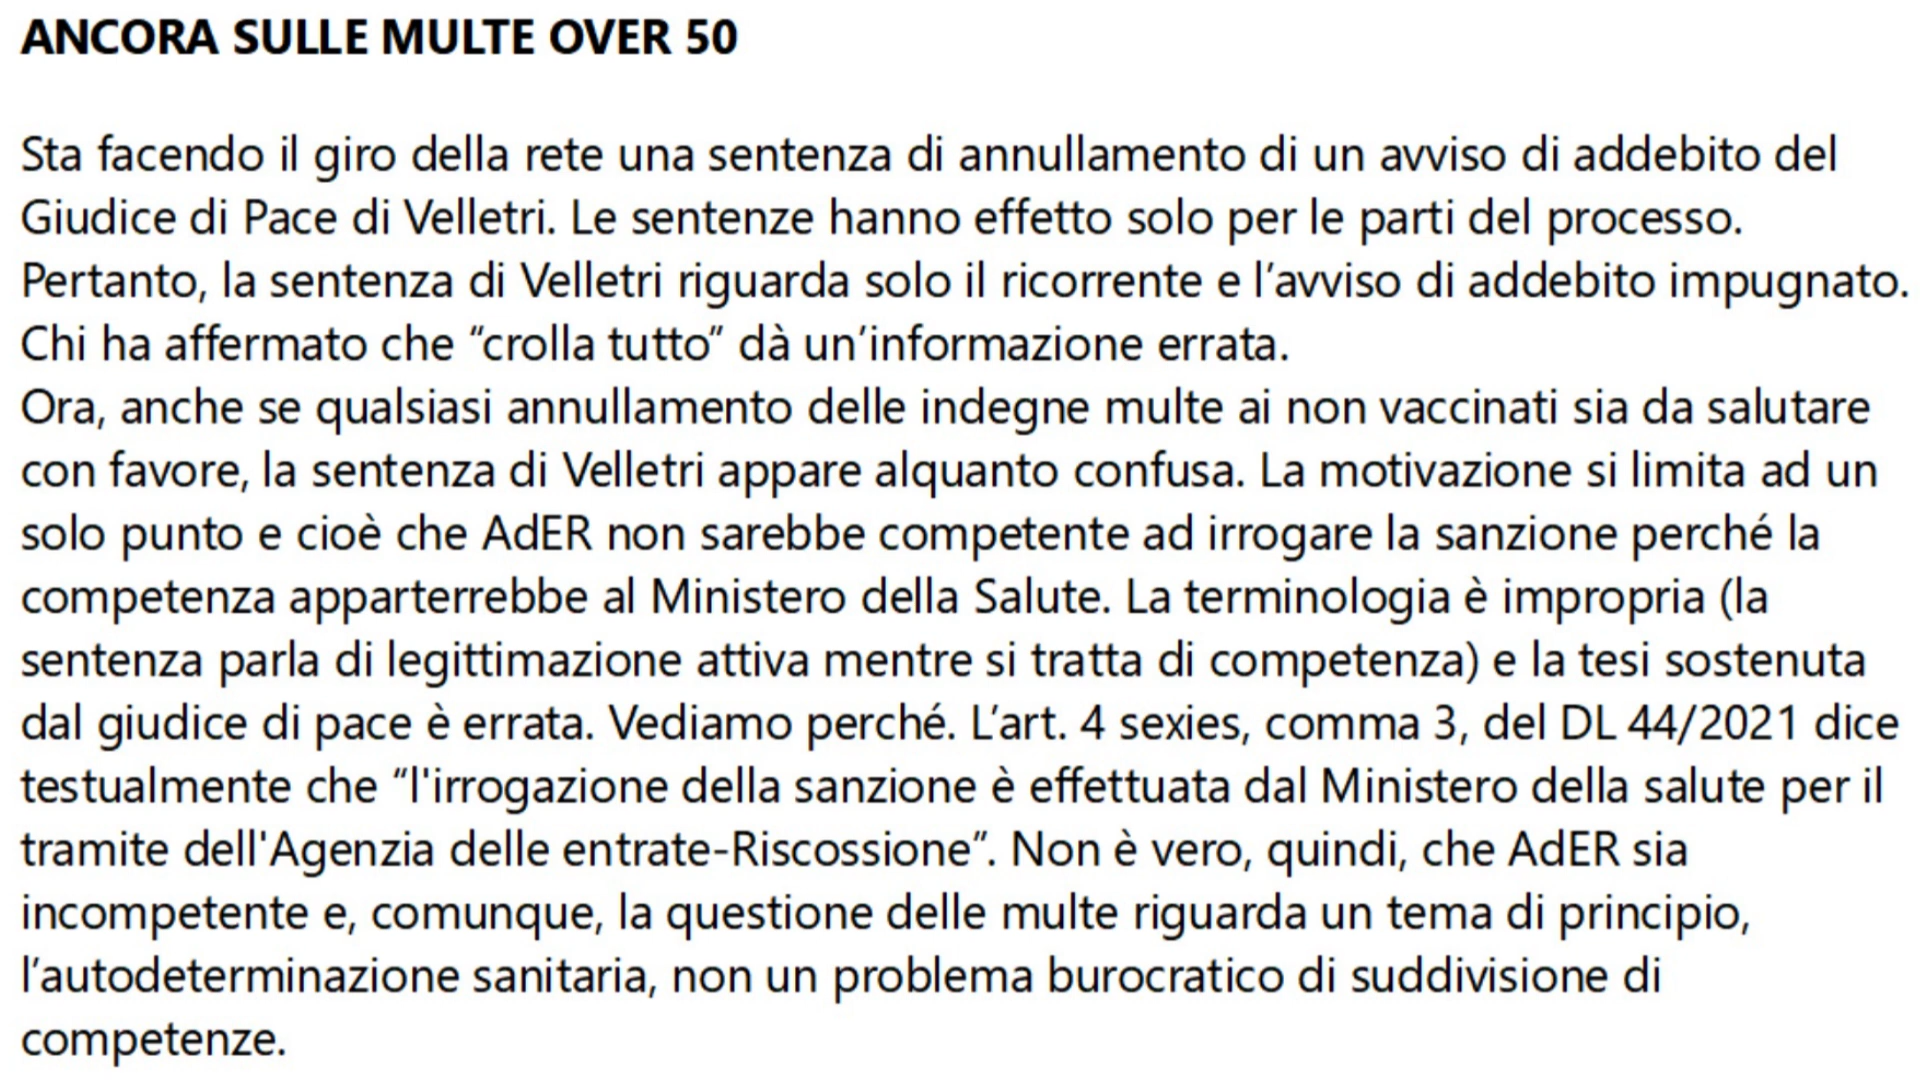 ANCORA SULLE MULTE OVER 50
Sta facendo il giro della rete una sentenza di annullamento di un avviso di addebito del
Giudice di Pace di Velletri. Le sentenze hanno effetto solo per le parti del processo.
Pertanto, la sentenza di Velletri riguarda solo il ricorrente e l’avviso di addebito impugnato.
Chi ha affermato che “crolla tutto” dà un’informazione errata.
Ora, anche se qualsiasi annullamento delle indegne multe ai non vaccinati sia da salutare
con favore, la sentenza di Velletri appare alquanto confusa. La motivazione si limita ad un
solo punto e cioè che AdER non sarebbe competente ad irrogare la sanzione perché la
competenza apparterrebbe al Ministero della Salute. La terminologia è impropria (la
sentenza parla di legittimazione attiva mentre si tratta di competenza) e la tesi sostenuta
dal giudice di pace è errata. Vediamo perché. L’art. 4 sexies, comma 3, del DL 44/2021 dice
testualmente che “l'irrogazione della sanzione è effettuata dal Ministero della salute per il
tramite dell'Agenzia delle entrate-Riscossione”. Non è vero, quindi, che AdER sia
incompetente e, comunque, la questione delle multe riguarda un tema di principio,
l’autodeterminazione sanitaria, non un problema burocratico di suddivisione di
competenze.